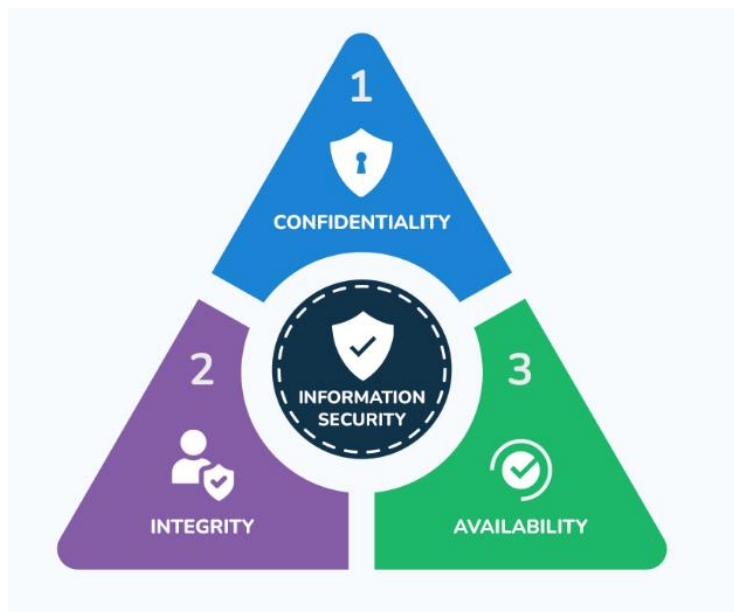 1
CONFIDENTIALITY
INFORMATION
SECURITY
2
INTEGRITY
3
AVAILABILITY